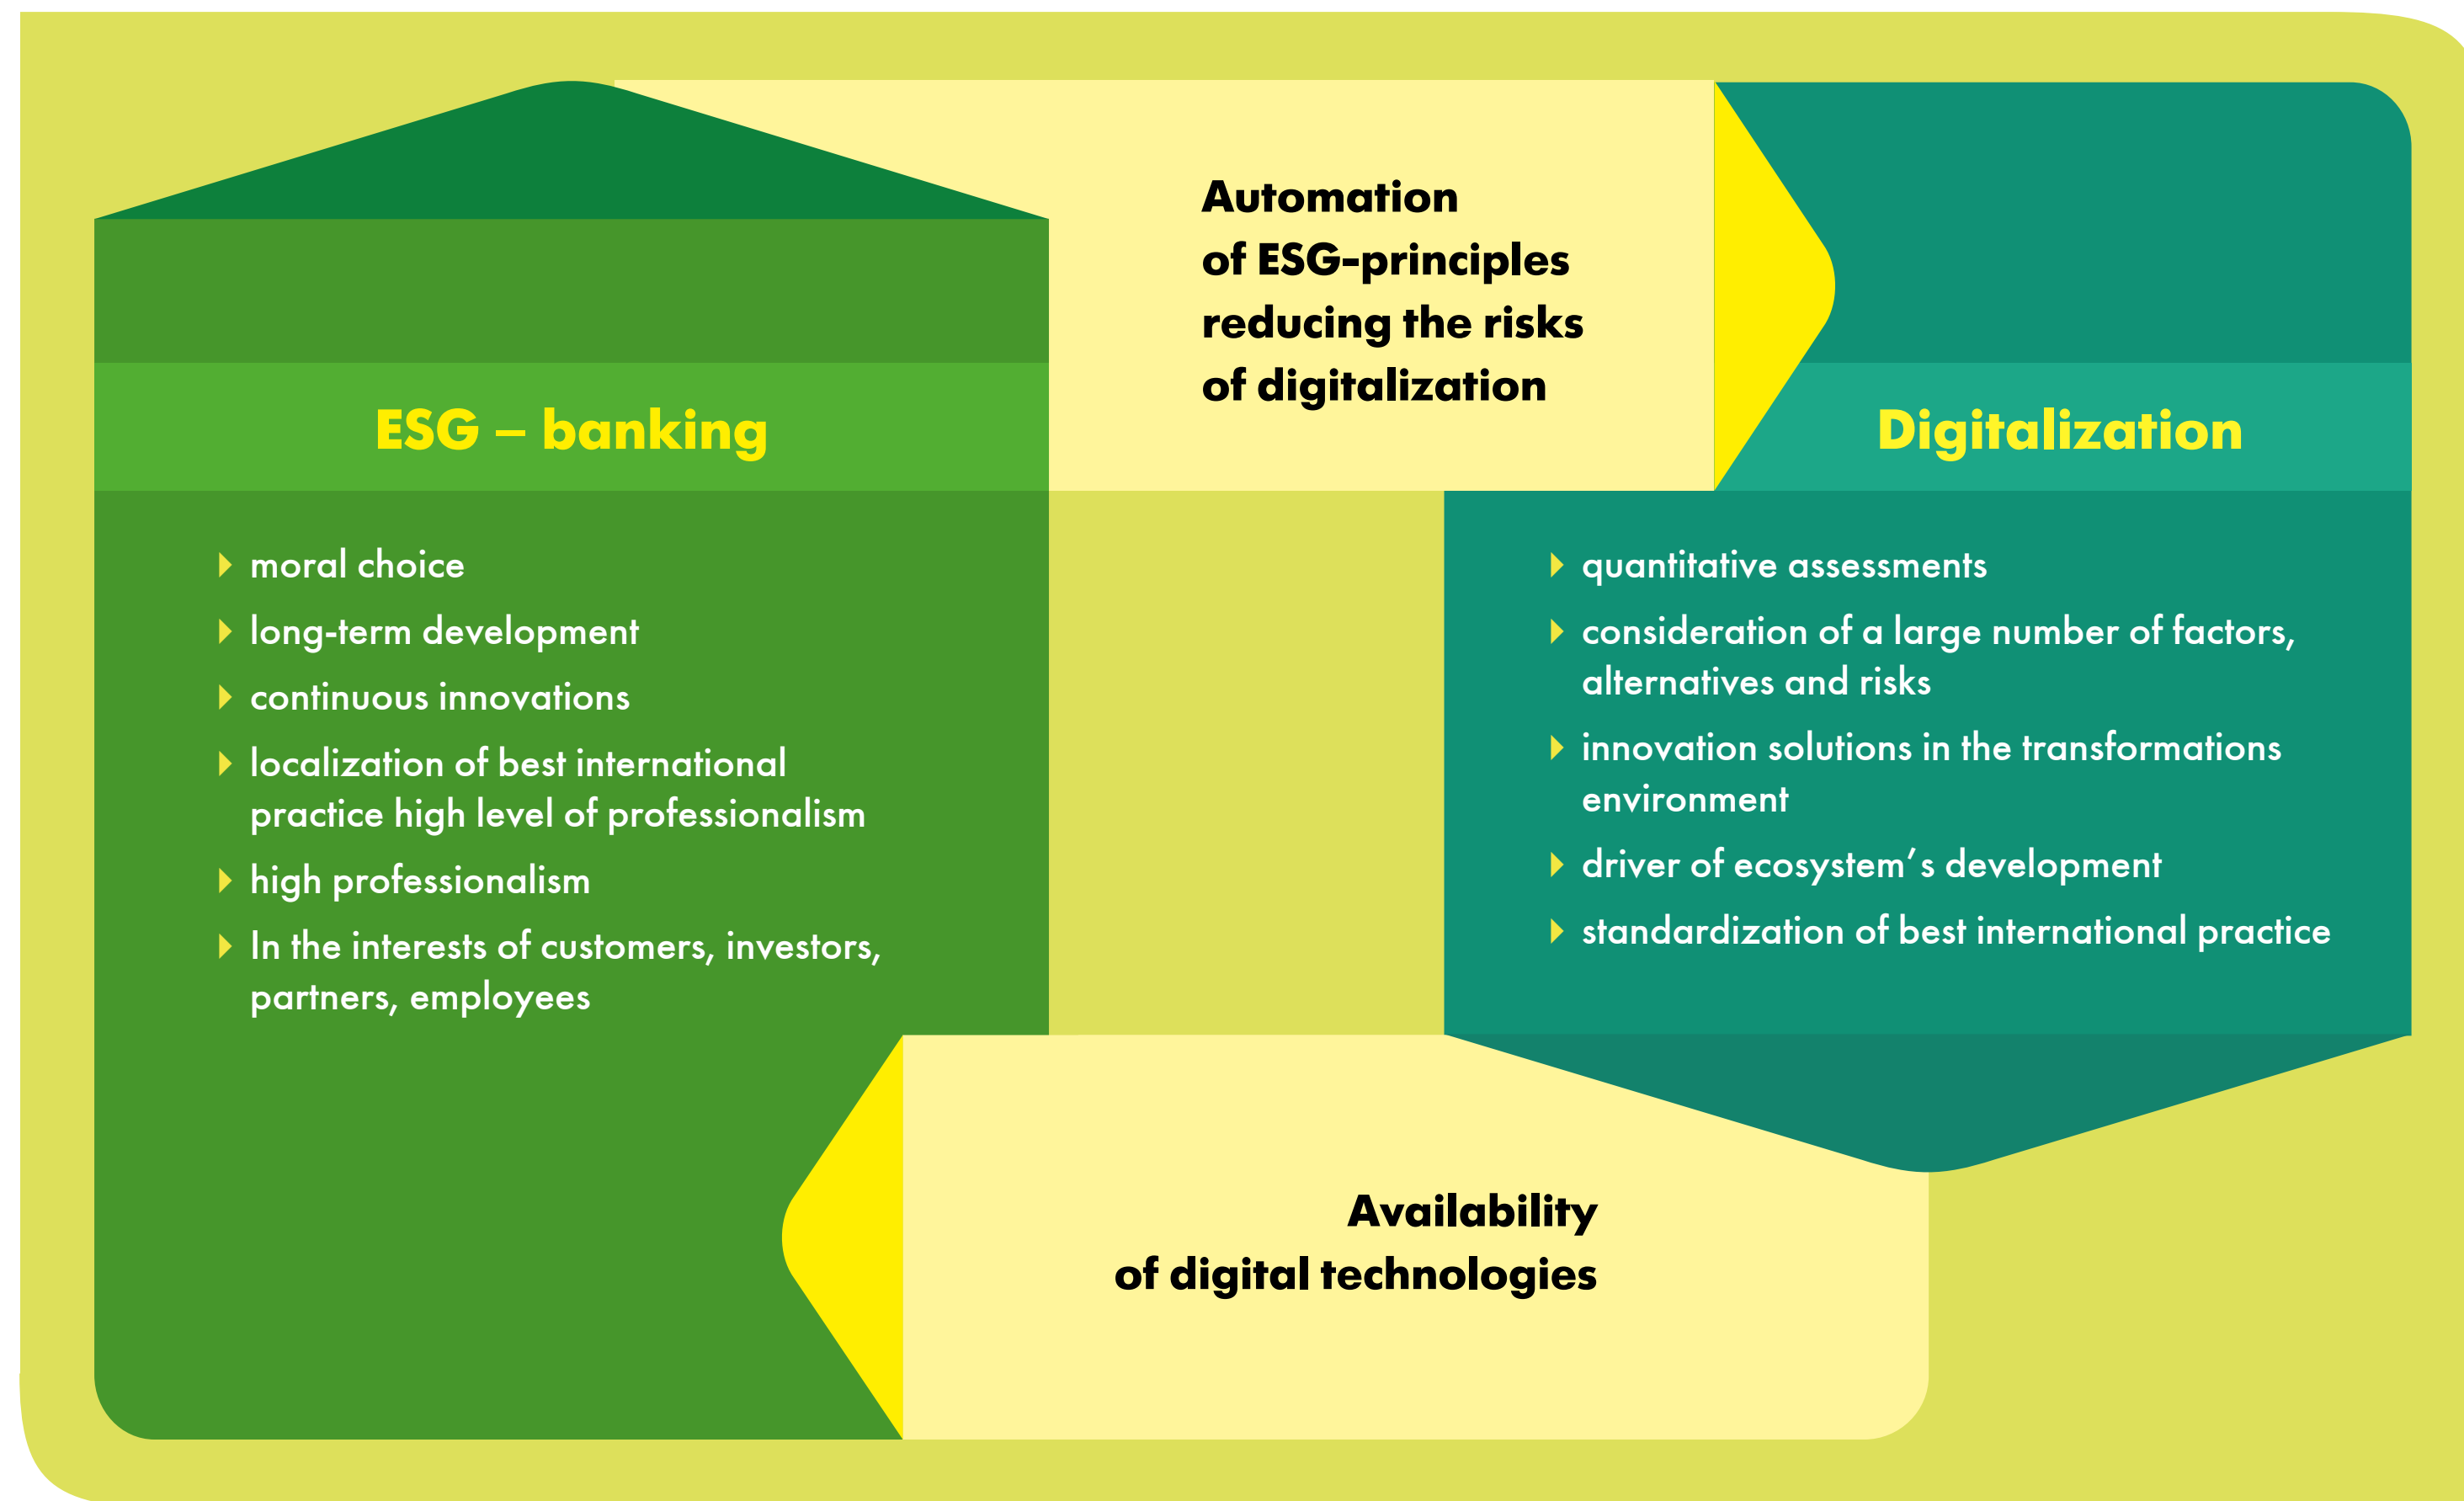 Automation
of ESG-principles
reducing the risks
of digitalization
ESG – banking
moral choice
long-term development
continuous innovations
localization of best international
practice high level of professionalism
high professionalism
In the interests of customers, investors,
partners, employees
Digitalization
quantitative assessments
consideration of a large number of factors,
alternatives and risks
innovation solutions in the transformations
environment
driver of ecosystem′s development
standardization of best international practice
Availability
of digital technologies